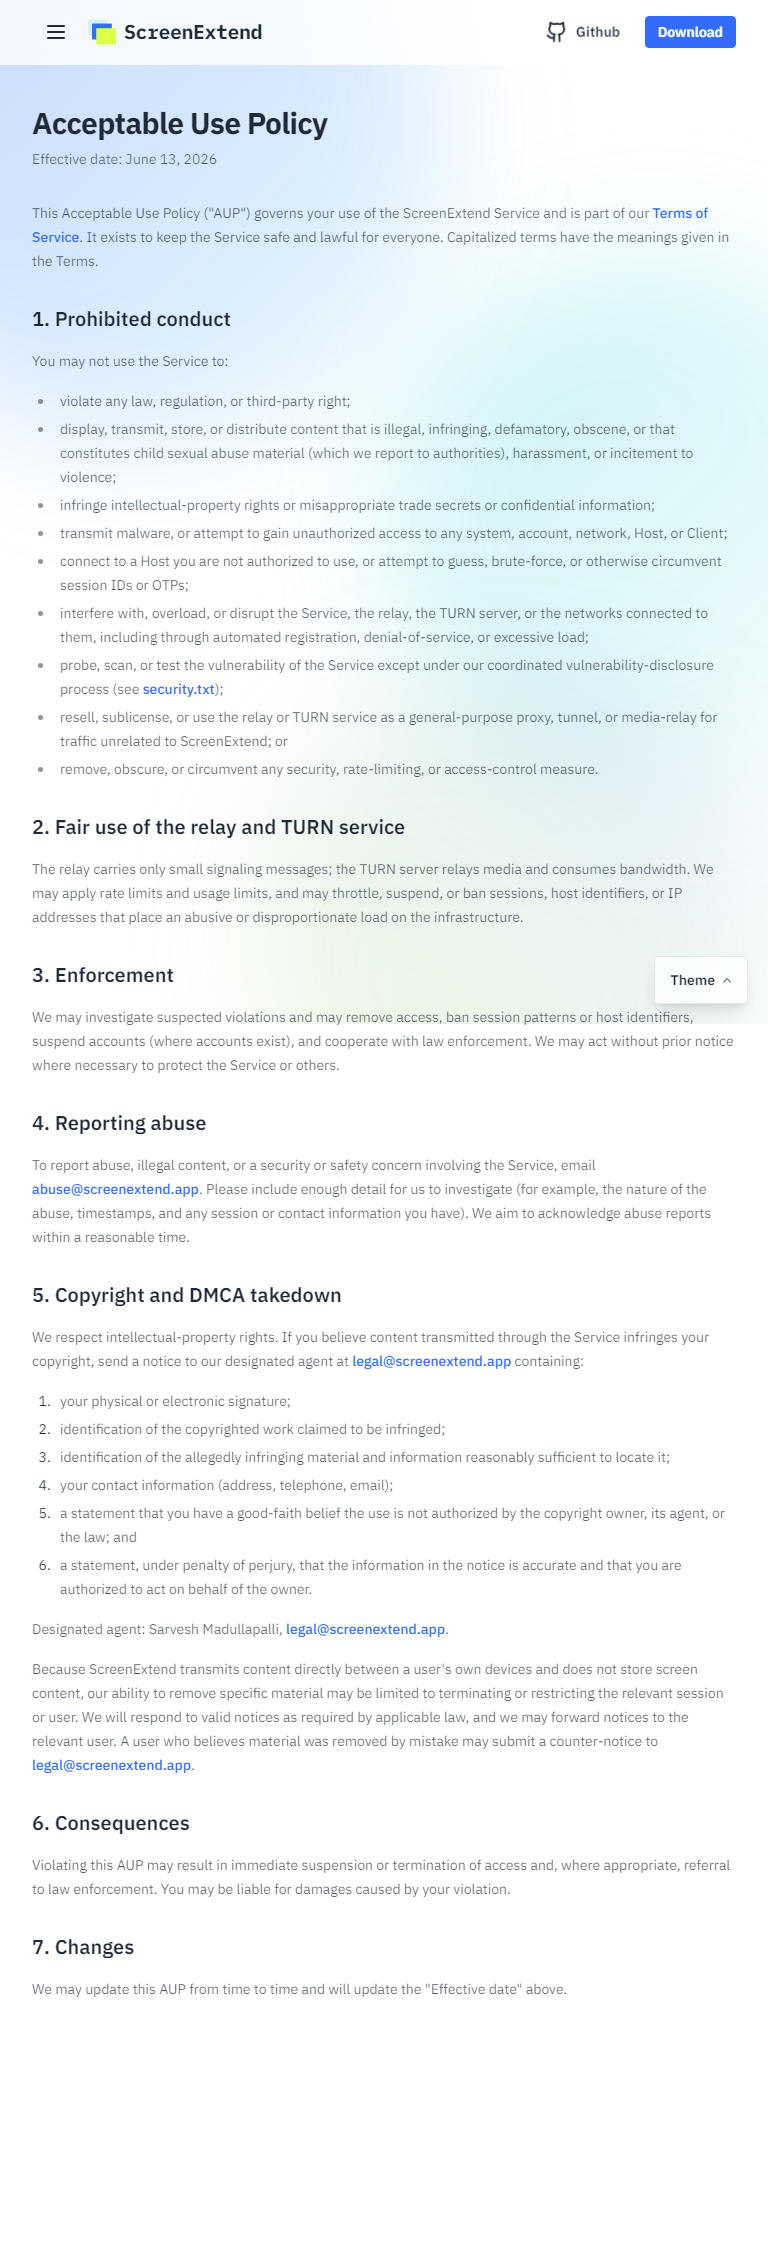 ScreenExtend
Github
Download
Acceptable Use Policy
Effective date: June 13, 2026
This Acceptable Use Policy ("AUP") governs your use of the ScreenExtend Service and is part of our Terms of
Service. It exists to keep the Service safe and lawful for everyone. Capitalized terms have the meanings given in
the Terms.
1. Prohibited conduct
You may not use the Service to:
• violate any law, regulation, or third-party right;
• display, transmit, store, or distribute content that is illegal, infringing, defamatory, obscene, or that
constitutes child sexual abuse material (which we report to authorities), harassment, or incitement to
violence;
• infringe intellectual-property rights or misappropriate trade secrets or confidential information;
• transmit malware, or attempt to gain unauthorized access to any system, account, network, Host, or Client;
• connect to a Host you are not authorized to use, or attempt to guess, brute-force, or otherwise circumvent
session IDs or OTPs;
• interfere with, overload, or disrupt the Service, the relay, the TURN server, or the networks connected to
them, including through automated registration, denial-of-service, or excessive load;
• probe, scan, or test the vulnerability of the Service except under our coordinated vulnerability-disclosure
process (see security.txt);
• resell, sublicense, or use the relay or TURN service as a general-purpose proxy, tunnel, or media-relay for
traffic unrelated to ScreenExtend; or
• remove, obscure, or circumvent any security, rate-limiting, or access-control measure.
2. Fair use of the relay and TURN service
The relay carries only small signaling messages; the TURN server relays media and consumes bandwidth. We
may apply rate limits and usage limits, and may throttle, suspend, or ban sessions, host identifiers, or IP
addresses that place an abusive or disproportionate load on the infrastructure.
3. Enforcement
Theme
We may investigate suspected violations and may remove access, ban session patterns or host identifiers,
suspend accounts (where accounts exist), and cooperate with law enforcement. We may act without prior notice
where necessary to protect the Service or others.
4. Reporting abuse
To report abuse, illegal content, or a security or safety concern involving the Service, email
abuse@screenextend.app. Please include enough detail for us to investigate (for example, the nature of the
abuse, timestamps, and any session or contact information you have). We aim to acknowledge abuse reports
within a reasonable time.
5. Copyright and DMCA takedown
We respect intellectual-property rights. If you believe content transmitted through the Service infringes your
copyright, send a notice to our designated agent at legal@screenextend.app containing:
1. your physical or electronic signature;
2. identification of the copyrighted work claimed to be infringed;
3. identification of the allegedly infringing material and information reasonably sufficient to locate it;
4. your contact information (address, telephone, email);
5. a statement that you have a good-faith belief the use is not authorized by the copyright owner, its agent, or
the law; and
6. a statement, under penalty of perjury, that the information in the notice is accurate and that you are
authorized to act on behalf of the owner.
Designated agent: Sarvesh Madullapalli, legal@screenextend.app.
Because ScreenExtend transmits content directly between a user's own devices and does not store screen
content, our ability to remove specific material may be limited to terminating or restricting the relevant session
or user. We will respond to valid notices as required by applicable law, and we may forward notices to the
relevant user. A user who believes material was removed by mistake may submit a counter-notice to
legal@screenextend.app.
6. Consequences
Violating this AUP may result in immediate suspension or termination of access and, where appropriate, referral
to law enforcement. You may be liable for damages caused by your violation.
7. Changes
We may update this AUP from time to time and will update the "Effective date" above.